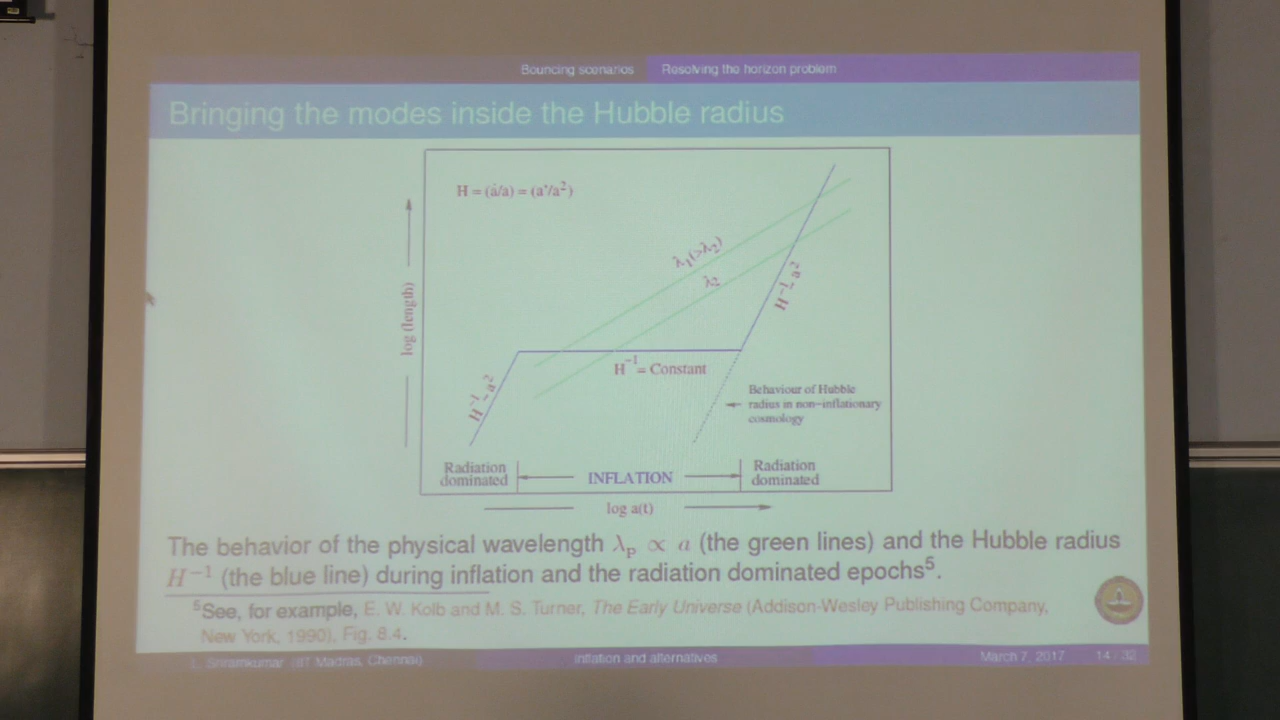 Bouncing scenarios Resolving the horizon problem
Bringing the modes inside the Hubble radius
H = (ȧ/a) = (a'/a²)
λ₁(>λ₂)
λ₂
log (length)
H⁻¹ ~ a²
H⁻¹ = Constant
H⁻¹ ~ a²
Behaviour of Hubble
radius in non-inflationary
cosmology
Radiation
dominated
INFLATION
Radiation
dominated
log a(t)
The behavior of the physical wavelength λₚ ∝ a (the green lines) and the Hubble radius
H⁻¹ (the blue line) during inflation and the radiation dominated epochs⁵.
⁵See, for example, E. W. Kolb and M. S. Turner, The Early Universe (Addison-Wesley Publishing Company,
New York, 1990), Fig. 8.4.
L. Sriramkumar (IIT Madras, Chennai) Inflation and alternatives March 7, 2017 14 / 32